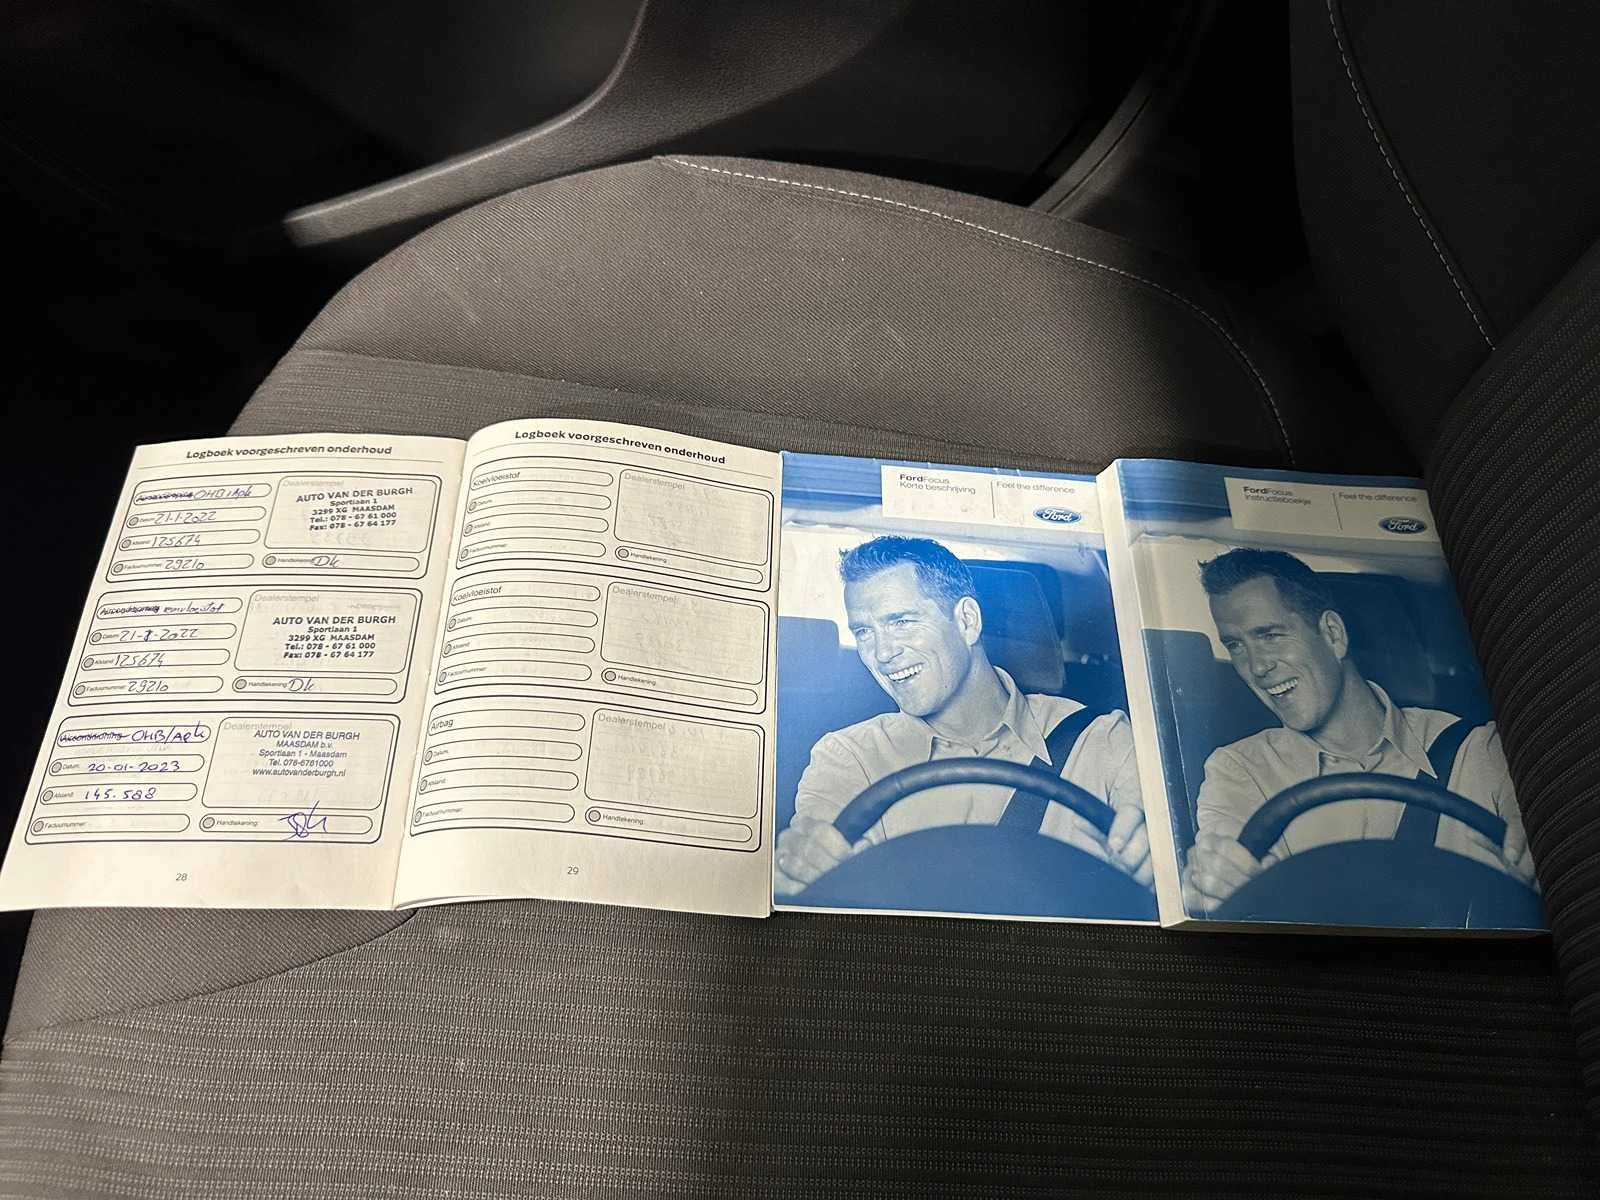 Logboek voorgeschreven onderhoud
OHB/Apk
Datum: 21-1-2022
Afstand: 125674
Factuurnummer: 29210
Dealerstempel
AUTO VAN DER BURGH
Sportlaan 1
3299 XG MAASDAM
Tel.: 078 - 67 61 000
Fax: 078 - 67 64 177
Handtekening: Dk
remvloeistof
Datum: 21-1-2022
Afstand: 125674
Factuurnummer: 29210
Dealerstempel
AUTO VAN DER BURGH
Sportlaan 1
3299 XG MAASDAM
Tel.: 078 - 67 61 000
Fax: 078 - 67 64 177
Handtekening: Dk
OHB/Apk
Datum: 20-01-2023
Afstand: 145.588
Factuurnummer:
Dealerstempel
AUTO VAN DER BURGH
MAASDAM b.v.
Sportlaan 1 - Maasdam
Tel. 078-6761000
www.autovanderburgh.nl
Handtekening:
28
Logboek voorgeschreven onderhoud
Koelvloeistof
Datum:
Afstand:
Factuurnummer:
Dealerstempel
Handtekening:
Koelvloeistof
Datum:
Afstand:
Factuurnummer:
Dealerstempel
Handtekening:
Airbag
Datum:
Afstand:
Factuurnummer:
Dealerstempel
Handtekening:
29
FordFocus
Korte beschrijving
Feel the difference
Ford
FordFocus
Instructieboekje
Feel the difference
Ford